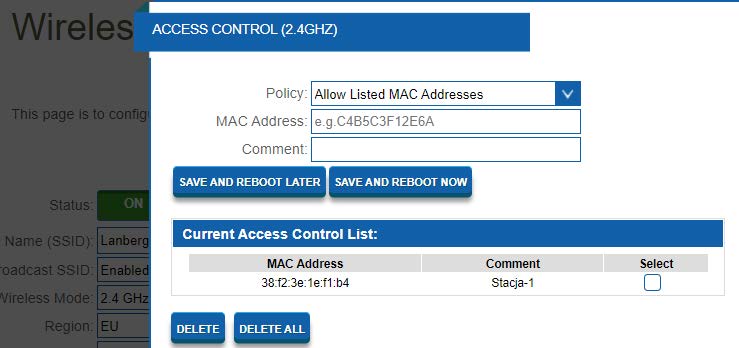 Wireles
ACCESS CONTROL (2.4GHZ)
Policy: Allow Listed MAC Addresses
This page is to config
MAC Address: e.g.C4B5C3F12E6A
Comment:
SAVE AND REBOOT LATER SAVE AND REBOOT NOW
Status: ON
Current Access Control List:
Name (SSID): Lanberg
MAC Address Comment Select
roadcast SSID: Enabled
38:f2:3e:1e:f1:b4 Stacja-1
Wireless Mode: 2.4 GHz
Region: EU
DELETE DELETE ALL